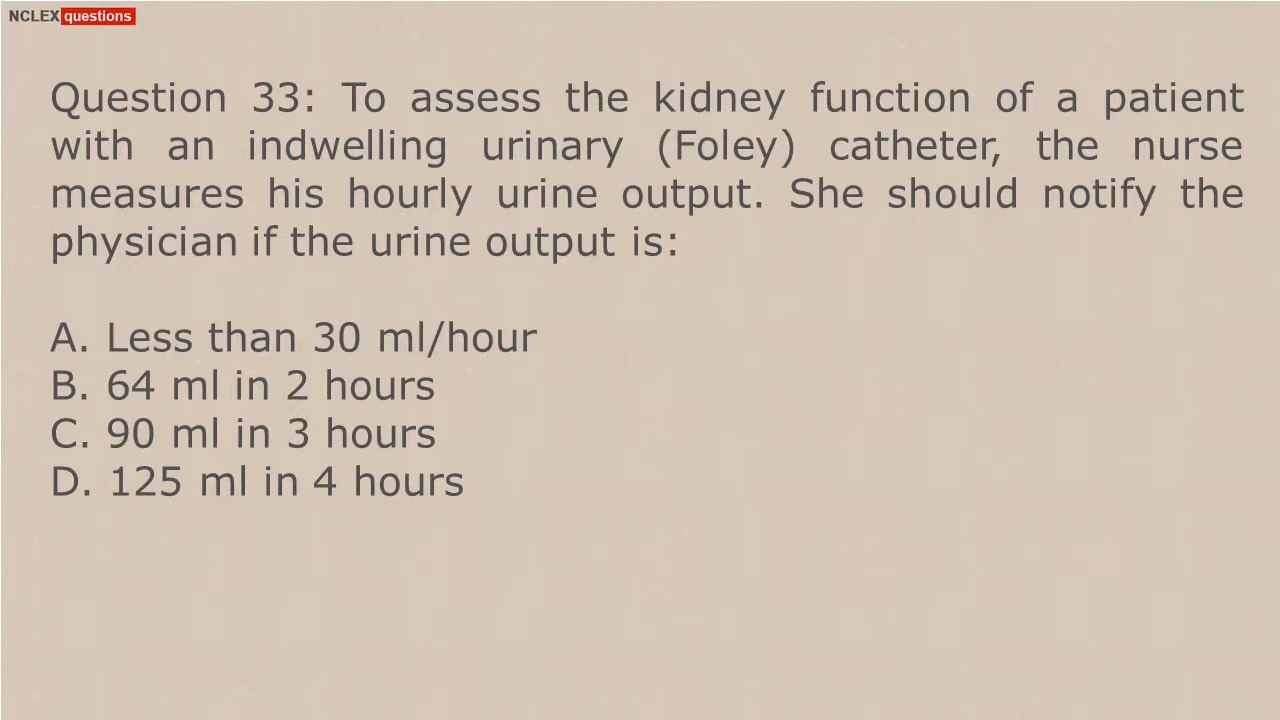 NCLEX questions
Question 33: To assess the kidney function of a patient
with an indwelling urinary (Foley) catheter, the nurse
measures his hourly urine output. She should notify the
physician if the urine output is:
A. Less than 30 ml/hour
B. 64 ml in 2 hours
C. 90 ml in 3 hours
D. 125 ml in 4 hours